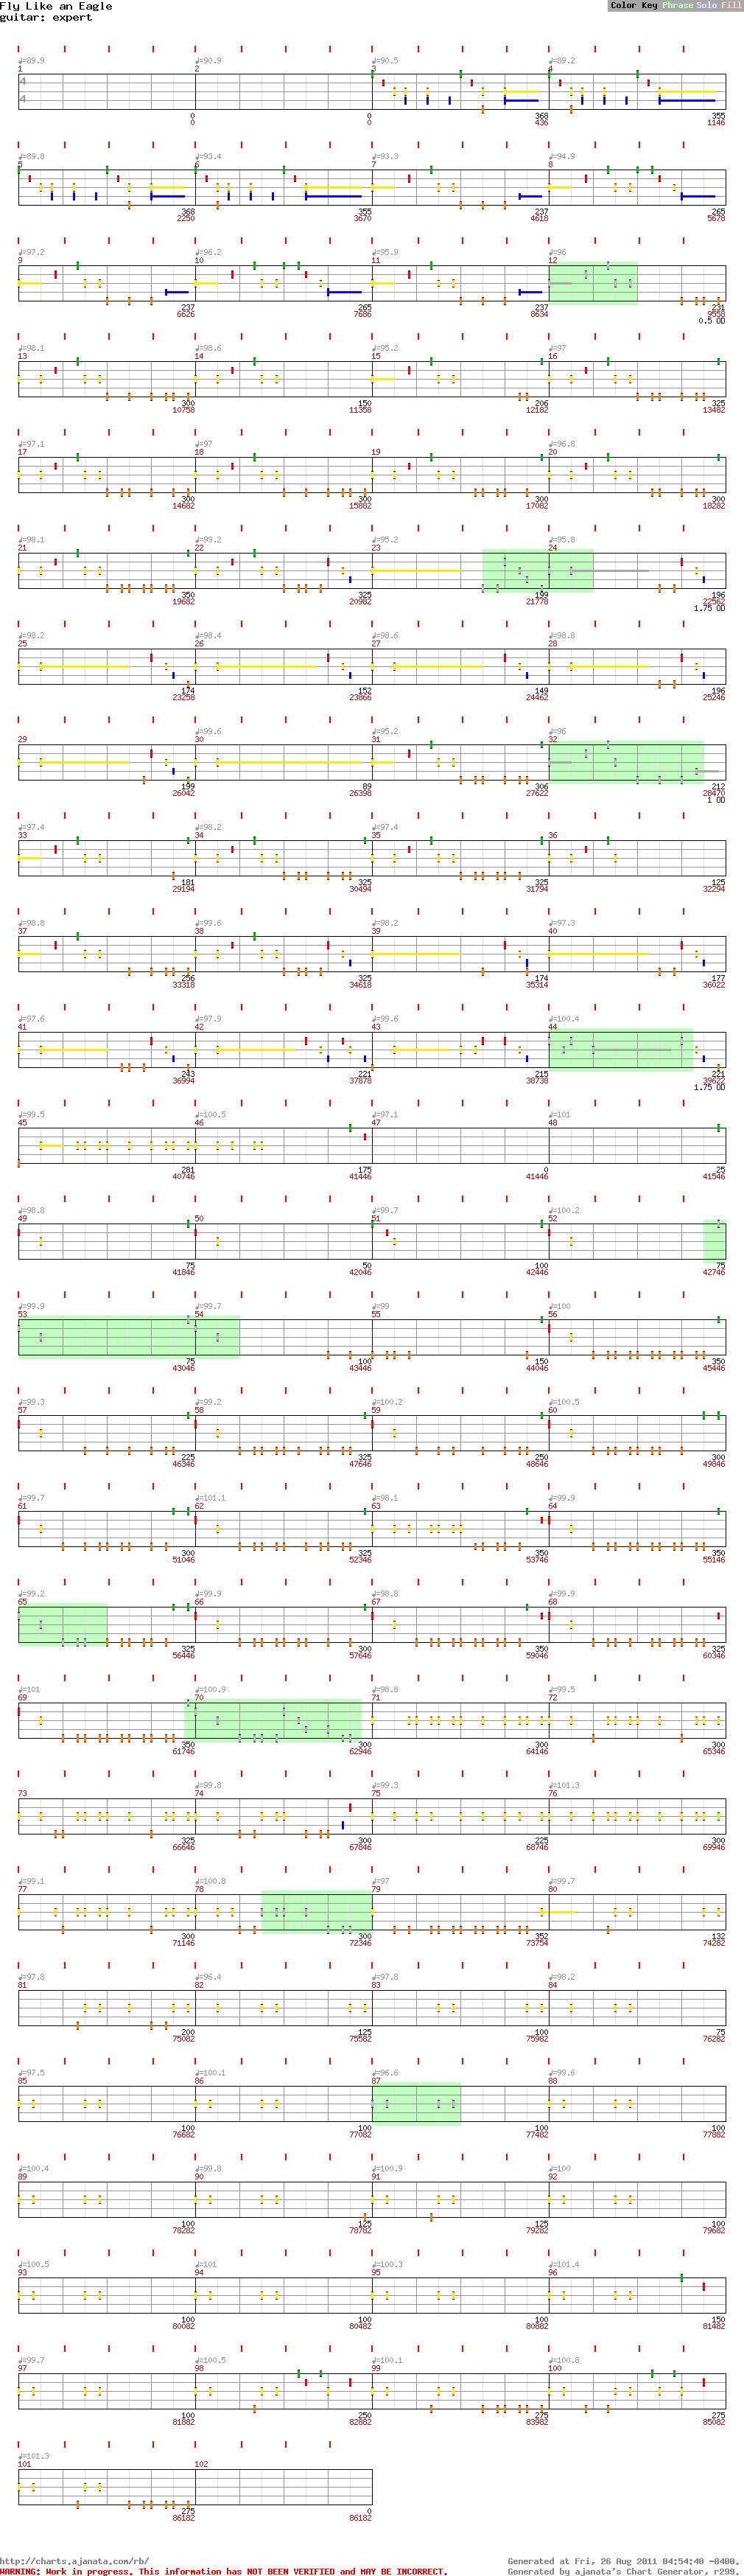 Fly Like an Eagle Color Key Phrase Solo Fill
guitar: expert
♩=89.9 ♩=90.9 ♩=90.5 ♩=89.2
1 2 3 4
4
4
0 0 368 355
0 0 436 1146
♩=89.8 ♩=93.4 ♩=93.3 ♩=94.9
5 6 7 8
368 355 237 265
2250 3670 4618 5678
♩=97.2 ♩=96.2 ♩=95.9 ♩=96
9 10 11 12
237 265 237 231
6626 7686 8634 9558
0.5 OD
♩=98.1 ♩=98.6 ♩=95.2 ♩=97
13 14 15 16
300 150 206 325
10758 11358 12182 13482
♩=97.1 ♩=97 ♩=96.8
17 18 19 20
300 300 300 300
14682 15882 17082 18282
♩=98.1 ♩=99.2 ♩=95.2 ♩=95.8
21 22 23 24
350 325 199 196
19682 20982 21778 22562
1.75 OD
♩=98.2 ♩=98.4 ♩=98.6 ♩=98.8
25 26 27 28
174 152 149 196
23258 23866 24462 25246
♩=99.6 ♩=95.2 ♩=96
29 30 31 32
199 89 306 212
26042 26398 27622 28470
1 OD
♩=97.4 ♩=98.2 ♩=97.4
33 34 35 36
181 325 325 125
29194 30494 31794 32294
♩=98.8 ♩=99.6 ♩=98.2 ♩=97.3
37 38 39 40
256 325 174 177
33318 34618 35314 36022
♩=97.6 ♩=97.9 ♩=99.6 ♩=100.4
41 42 43 44
243 221 215 221
36994 37878 38738 39622
1.75 OD
♩=99.5 ♩=100.5 ♩=97.1 ♩=101
45 46 47 48
281 175 0 25
40746 41446 41446 41546
♩=98.8 ♩=99.7 ♩=100.2
49 50 51 52
75 50 100 75
41846 42046 42446 42746
♩=99.9 ♩=99.7 ♩=99 ♩=100
53 54 55 56
75 100 150 350
43046 43446 44046 45446
♩=99.3 ♩=99.2 ♩=100.2 ♩=100.5
57 58 59 60
225 325 250 300
46346 47646 48646 49846
♩=99.7 ♩=101.1 ♩=98.1 ♩=99.9
61 62 63 64
300 325 350 350
51046 52346 53746 55146
♩=99.2 ♩=99.9 ♩=98.8 ♩=99.9
65 66 67 68
325 300 350 325
56446 57646 59046 60346
♩=101 ♩=100.9 ♩=98.8 ♩=99.5
69 70 71 72
350 300 300 300
61746 62946 64146 65346
♩=99.8 ♩=99.3 ♩=101.3
73 74 75 76
325 300 225 300
66646 67846 68746 69946
♩=99.1 ♩=100.8 ♩=97 ♩=99.7
77 78 79 80
300 300 352 132
71146 72346 73754 74282
♩=97.8 ♩=96.4 ♩=97.8 ♩=98.2
81 82 83 84
200 125 100 75
75082 75582 75982 76282
♩=97.5 ♩=100.1 ♩=96.6 ♩=99.6
85 86 87 88
100 100 100 100
76682 77082 77482 77882
♩=100.4 ♩=99.8 ♩=100.9 ♩=100
89 90 91 92
100 125 125 100
78282 78782 79282 79682
♩=100.5 ♩=101 ♩=100.3 ♩=101.4
93 94 95 96
100 100 100 150
80082 80482 80882 81482
♩=99.7 ♩=100.5 ♩=100.1 ♩=100.8
97 98 99 100
100 250 275 275
81882 82882 83982 85082
♩=101.3
101 102
275 0
86182 86182
http://charts.ajanata.com/rb/ Generated at Fri, 26 Aug 2011 04:54:40 -0400.
WARNING: Work in progress. This information has NOT BEEN VERIFIED and MAY BE INCORRECT. Generated by ajanata's Chart Generator, r299.